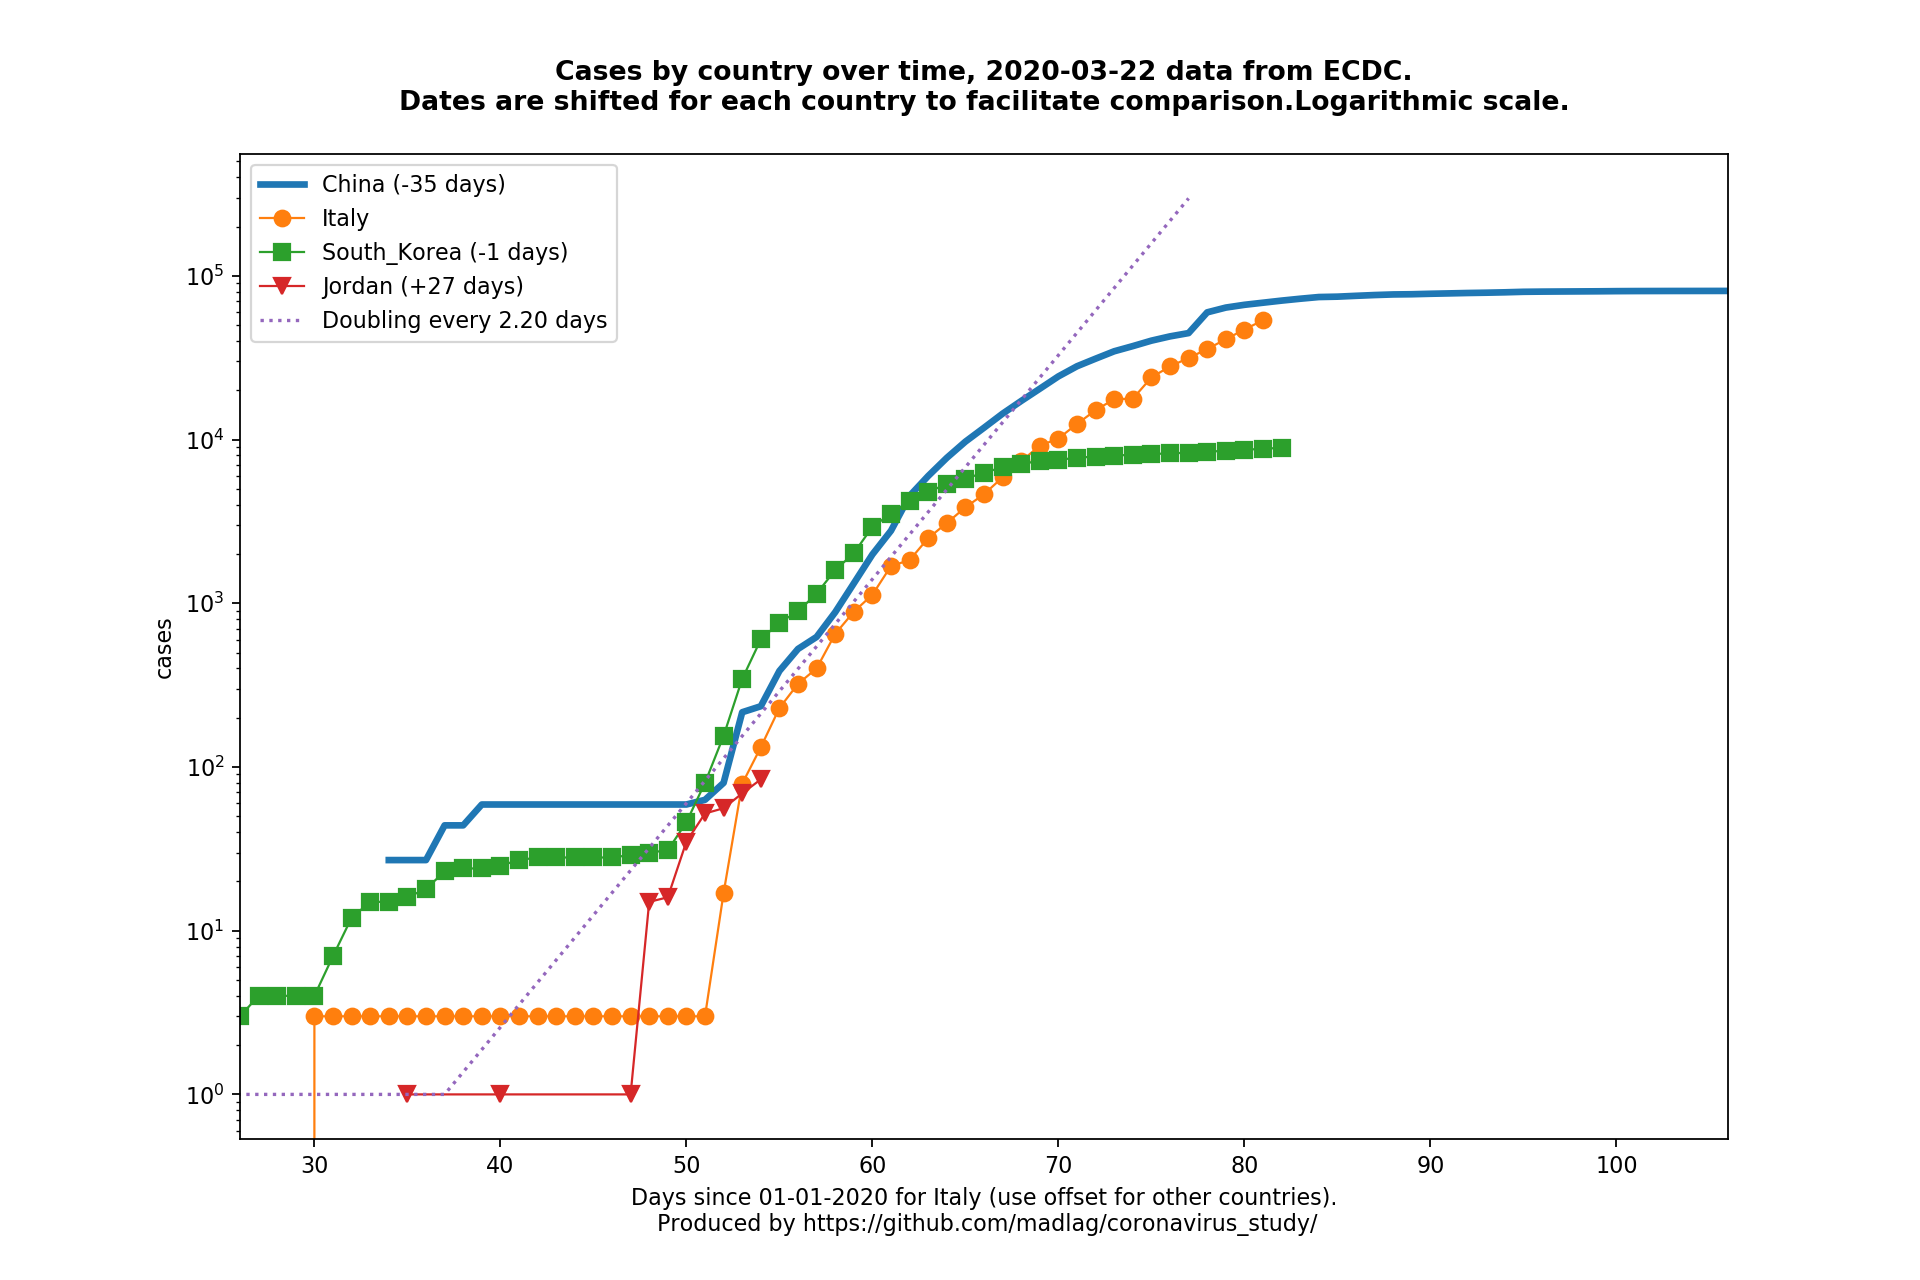 Cases by country over time, 2020-03-22 data from ECDC.
Dates are shifted for each country to facilitate comparison.Logarithmic scale.
China (-35 days)
Italy
South_Korea (-1 days)
Jordan (+27 days)
Doubling every 2.20 days
10^5
10^4
10^3
10^2
10^1
10^0
cases
30 40 50 60 70 80 90 100
Days since 01-01-2020 for Italy (use offset for other countries).
Produced by https://github.com/madlag/coronavirus_study/